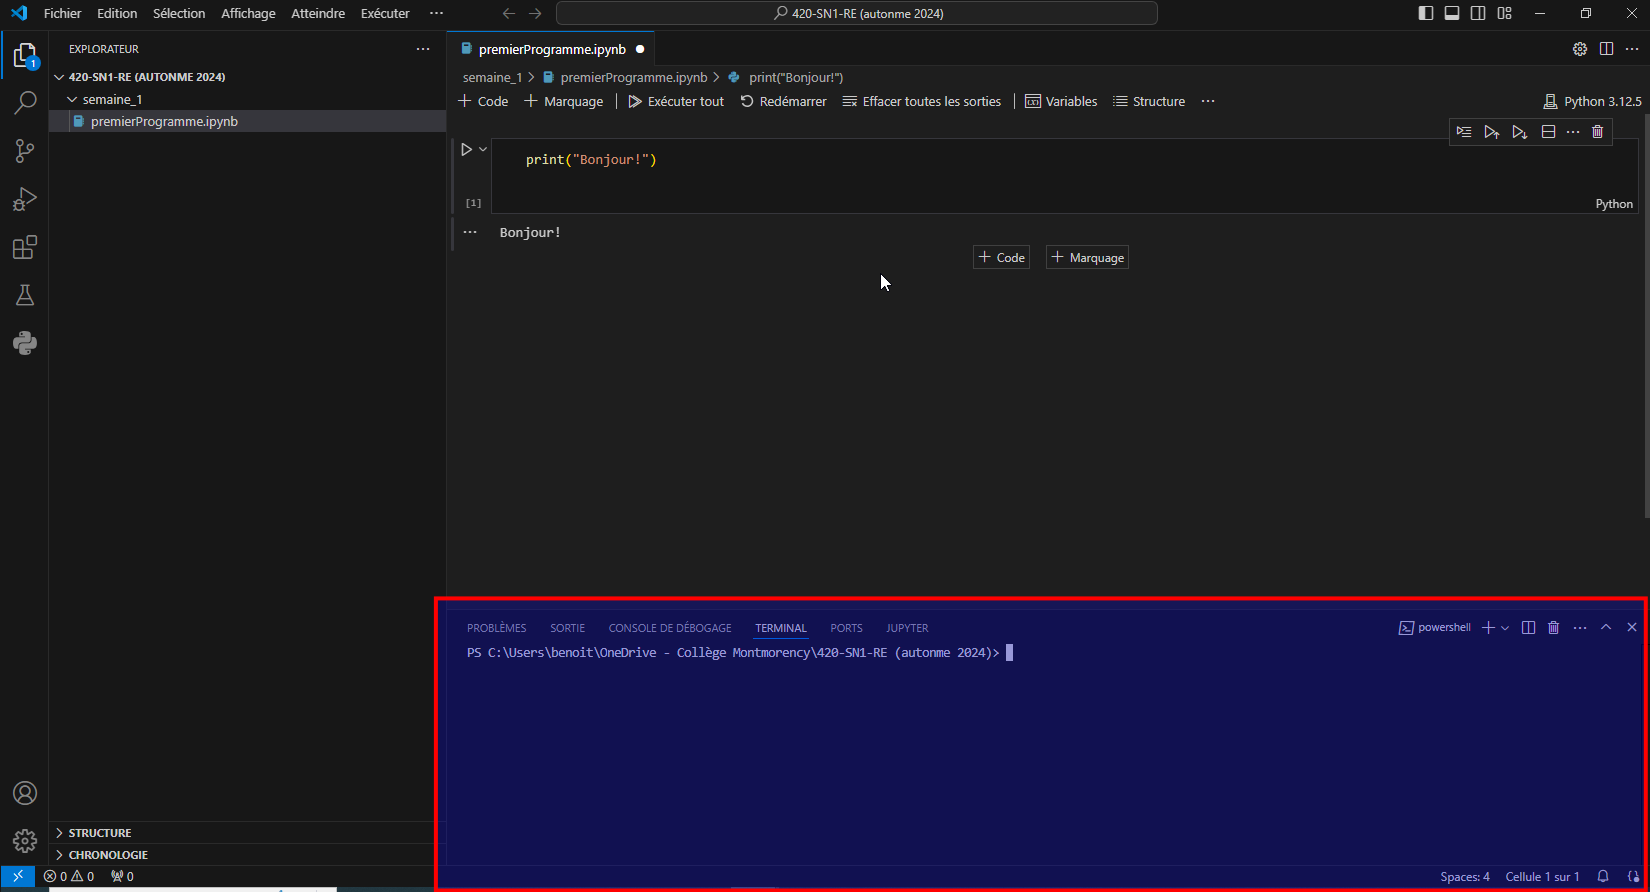 Fichier Edition Sélection Affichage Atteindre Exécuter ···
420-SN1-RE (autonme 2024)
EXPLORATEUR ···
1
420-SN1-RE (AUTONME 2024)
semaine_1
premierProgramme.ipynb
premierProgramme.ipynb
semaine_1 > premierProgramme.ipynb > print("Bonjour!")
+ Code + Marquage | Exécuter tout Redémarrer Effacer toutes les sorties | Variables Structure ···
Python 3.12.5
print("Bonjour!")
[1]
Python
··· Bonjour!
+ Code + Marquage
PROBLÈMES SORTIE CONSOLE DE DÉBOGAGE TERMINAL PORTS JUPYTER
powershell
PS C:\Users\benoit\OneDrive - Collège Montmorency\420-SN1-RE (autonme 2024)>
STRUCTURE
CHRONOLOGIE
0 0 0
Spaces: 4 Cellule 1 sur 1